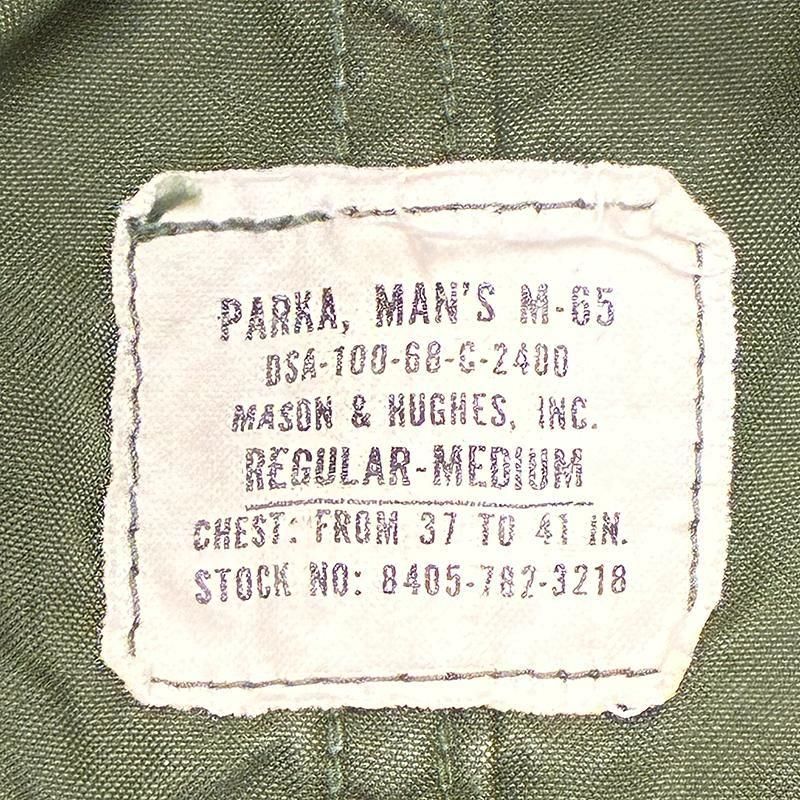 PARKA, MAN'S M-65
DSA-100-68-C-2400
MASON & HUGHES, INC.
REGULAR-MEDIUM
CHEST: FROM 37 TO 41 IN.
STOCK NO: 8405-782-3218